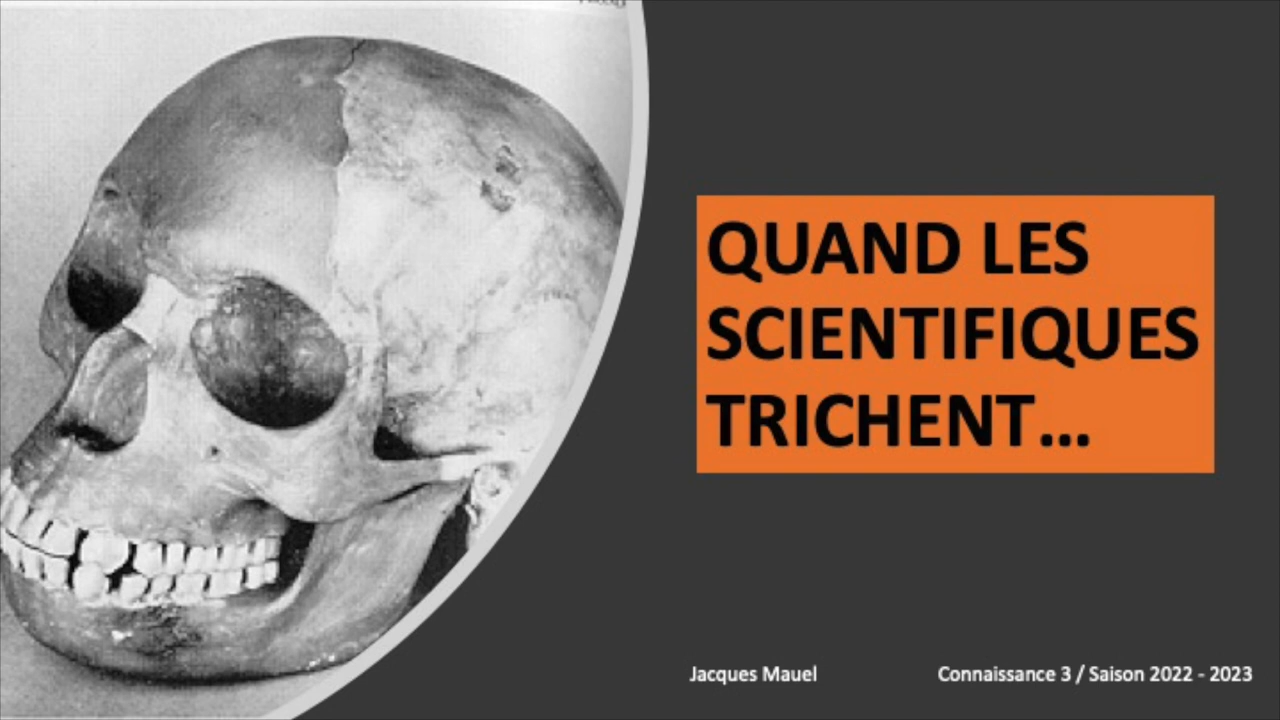 QUAND LES
SCIENTIFIQUES
TRICHENT...
Jacques Mauel
Connaissance 3 / Saison 2022 - 2023